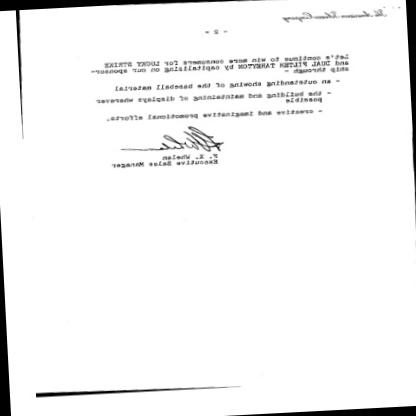 The American Tobacco Company
- 2 -
Let's continue to win more consumers for LUCKY STRIKE
and DUAL FILTER TAREYTON by capitalizing on our sponsor-
ship through -
- an outstanding showing of the baseball material
- the building and maintaining of displays wherever
possible
- creative and imaginative promotional efforts.
F. X. Whelan
Executive Sales Manager